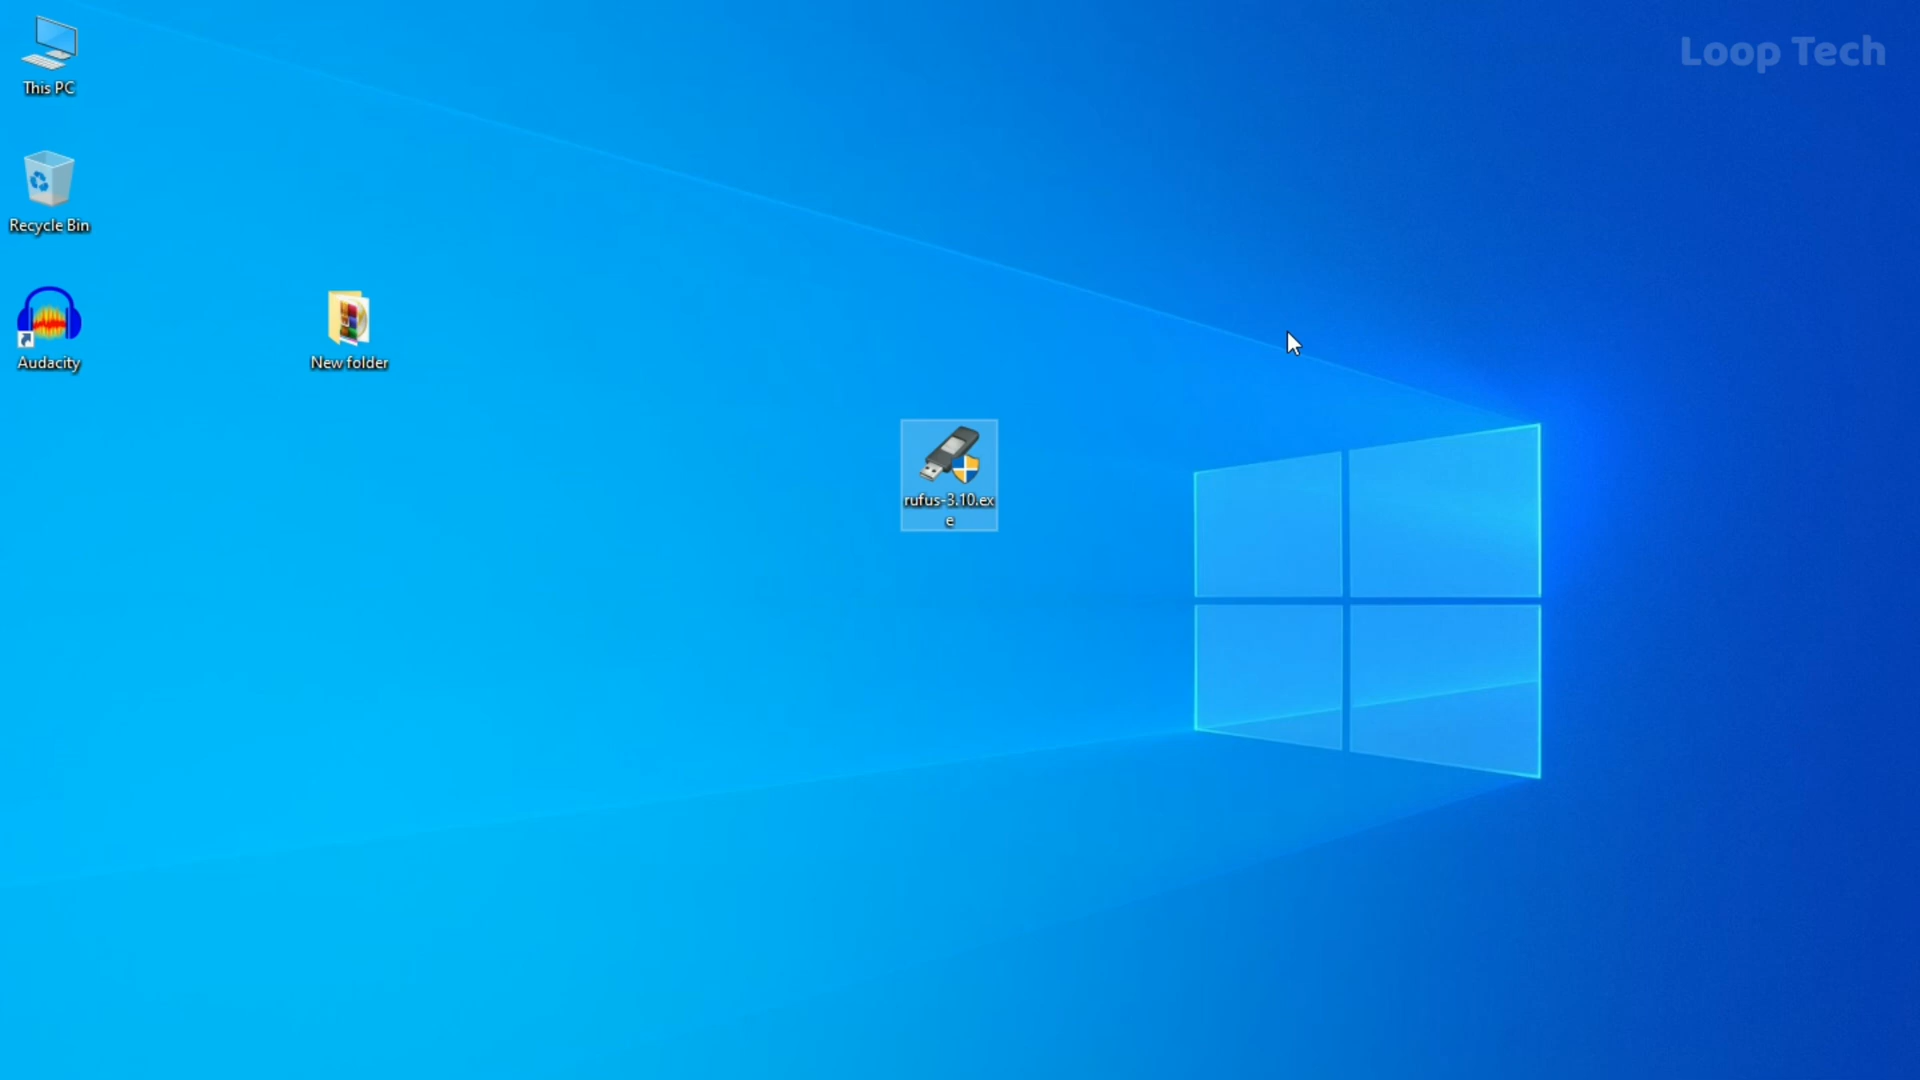 Loop Tech
This PC
Recycle Bin
Audacity
New folder
rufus-3.10.ex
e